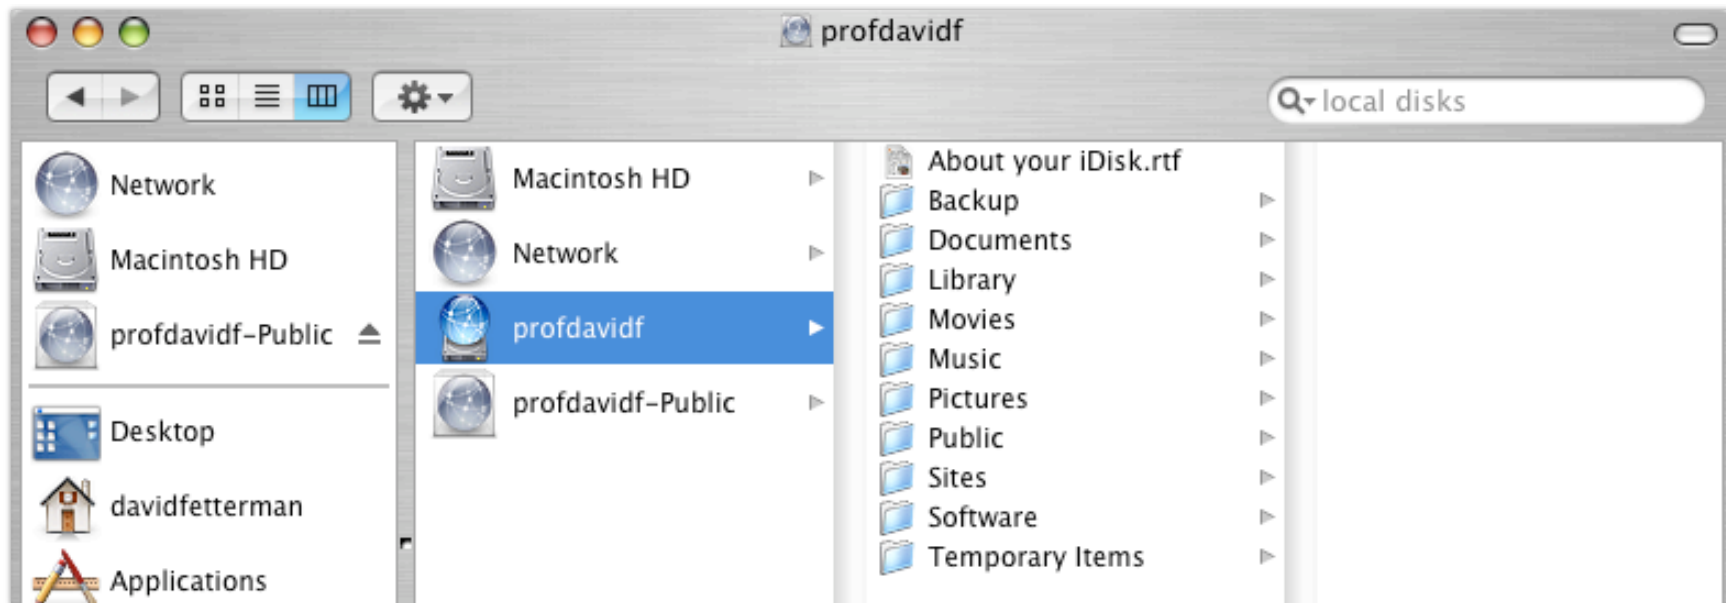 profdavidf
local disks
Network
Macintosh HD
profdavidf-Public
Desktop
davidfetterman
Applications
Macintosh HD
Network
profdavidf
profdavidf-Public
About your iDisk.rtf
Backup
Documents
Library
Movies
Music
Pictures
Public
Sites
Software
Temporary Items